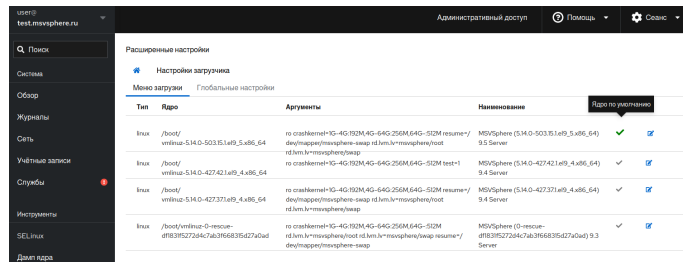 user@
test.msvsphere.ru
Административный доступ
Помощь
Сеанс
Поиск
Система
Обзор
Журналы
Сеть
Учётные записи
Службы
Инструменты
SELinux
Дамп ядра
Расширенные настройки
Настройки загрузчика
Меню загрузки
Глобальные настройки
Ядро по умолчанию
Тип
Ядро
Аргументы
Наименование
linux
/boot/
vmlinuz-5.14.0-503.15.1.el9_5.x86_64
ro crashkernel=1G-4G:192M,4G-64G:256M,64G-:512M resume=/
dev/mapper/msvsphere-swap rd.lvm.lv=msvsphere/root
rd.lvm.lv=msvsphere/swap
MSVSphere (5.14.0-503.15.1.el9_5.x86_64)
9.5 Server
linux
/boot/
vmlinuz-5.14.0-427.42.1.el9_4.x86_64
ro crashkernel=1G-4G:192M,4G-64G:256M,64G-:512M test=1
MSVSphere (5.14.0-427.42.1.el9_4.x86_64)
9.4 Server
linux
/boot/
vmlinuz-5.14.0-427.37.1.el9_4.x86_64
ro crashkernel=1G-4G:192M,4G-64G:256M,64G-:512M resume=/
dev/mapper/msvsphere-swap rd.lvm.lv=msvsphere/root
rd.lvm.lv=msvsphere/swap
MSVSphere (5.14.0-427.37.1.el9_4.x86_64)
9.4 Server
linux
/boot/vmlinuz-0-rescue-
df1831f5272d4c7ab3f668315d27a0ad
ro crashkernel=1G-4G:192M,4G-64G:256M,64G-:512M
rd.lvm.lv=msvsphere/root rd.lvm.lv=msvsphere/swap resume=/
dev/mapper/msvsphere-swap
MSVSphere (0-rescue-
df1831f5272d4c7ab3f668315d27a0ad) 9.3
Server